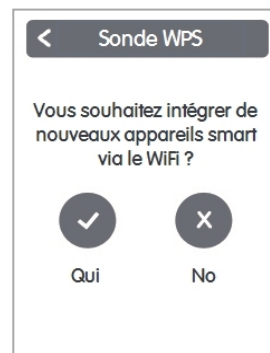 Sonde WPS
Vous souhaitez intégrer de
nouveaux appareils smart
via le WiFi ?
Qui
No